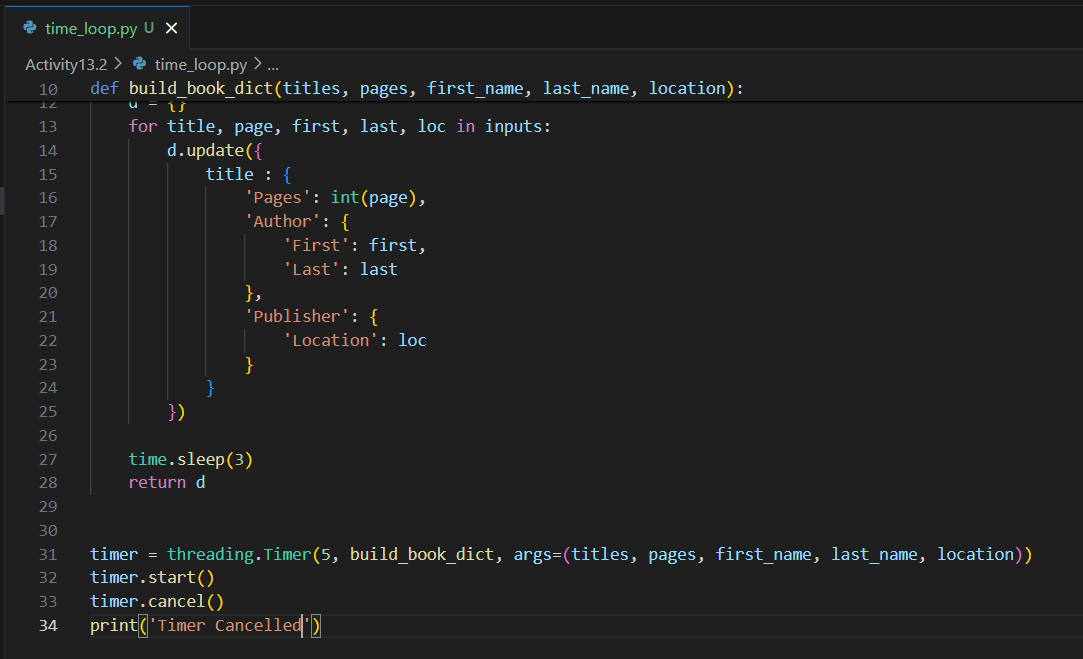 time_loop.py U ×
Activity13.2 > time_loop.py > ...
10 def build_book_dict(titles, pages, first_name, last_name, location):
12     d = {}
13     for title, page, first, last, loc in inputs:
14         d.update({
15             title : {
16                 'Pages': int(page),
17                 'Author': {
18                     'First': first,
19                     'Last': last
20                 },
21                 'Publisher': {
22                     'Location': loc
23                 }
24             }
25         })
26
27     time.sleep(3)
28     return d
29
30
31 timer = threading.Timer(5, build_book_dict, args=(titles, pages, first_name, last_name, location))
32 timer.start()
33 timer.cancel()
34 print('Timer Cancelled')